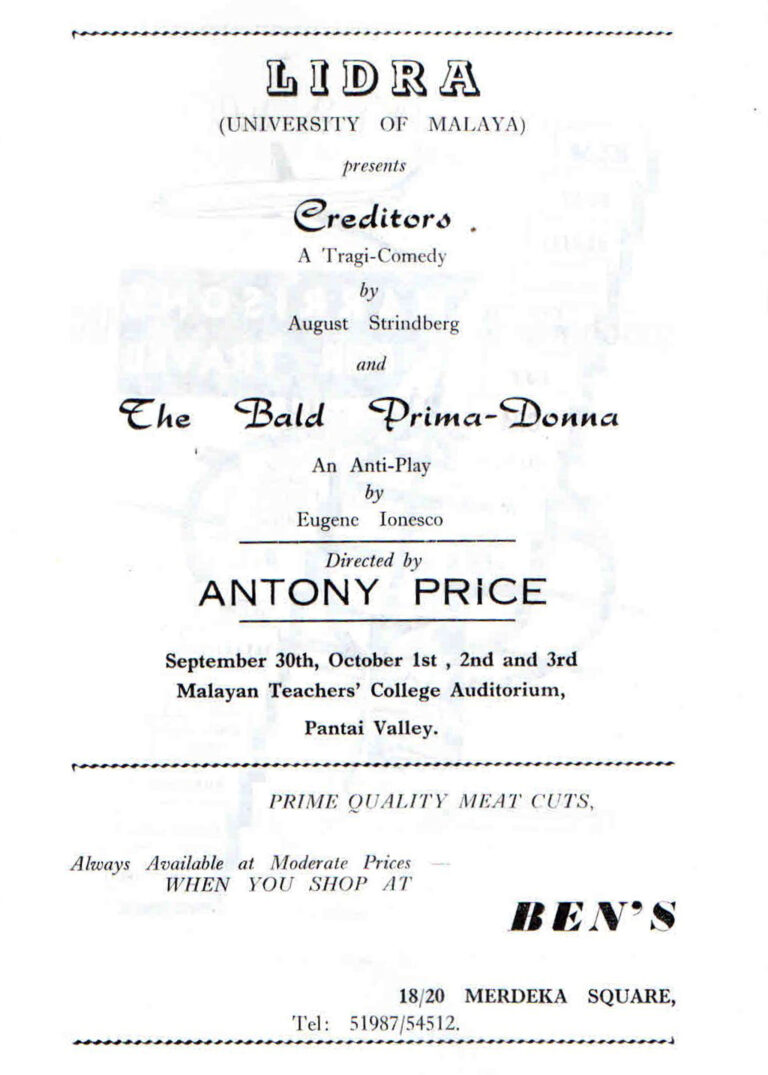 LIDRA
(UNIVERSITY OF MALAYA)
presents
Creditors .
A Tragi-Comedy
by
August Strindberg
and
The Bald Prima-Donna
An Anti-Play
by
Eugene Ionesco
Directed by
ANTONY PRICE
September 30th, October 1st , 2nd and 3rd
Malayan Teachers' College Auditorium,
Pantai Valley.
PRIME QUALITY MEAT CUTS,
Always Available at Moderate Prices —
WHEN YOU SHOP AT
BEN'S
18/20 MERDEKA SQUARE,
Tel: 51987/54512.